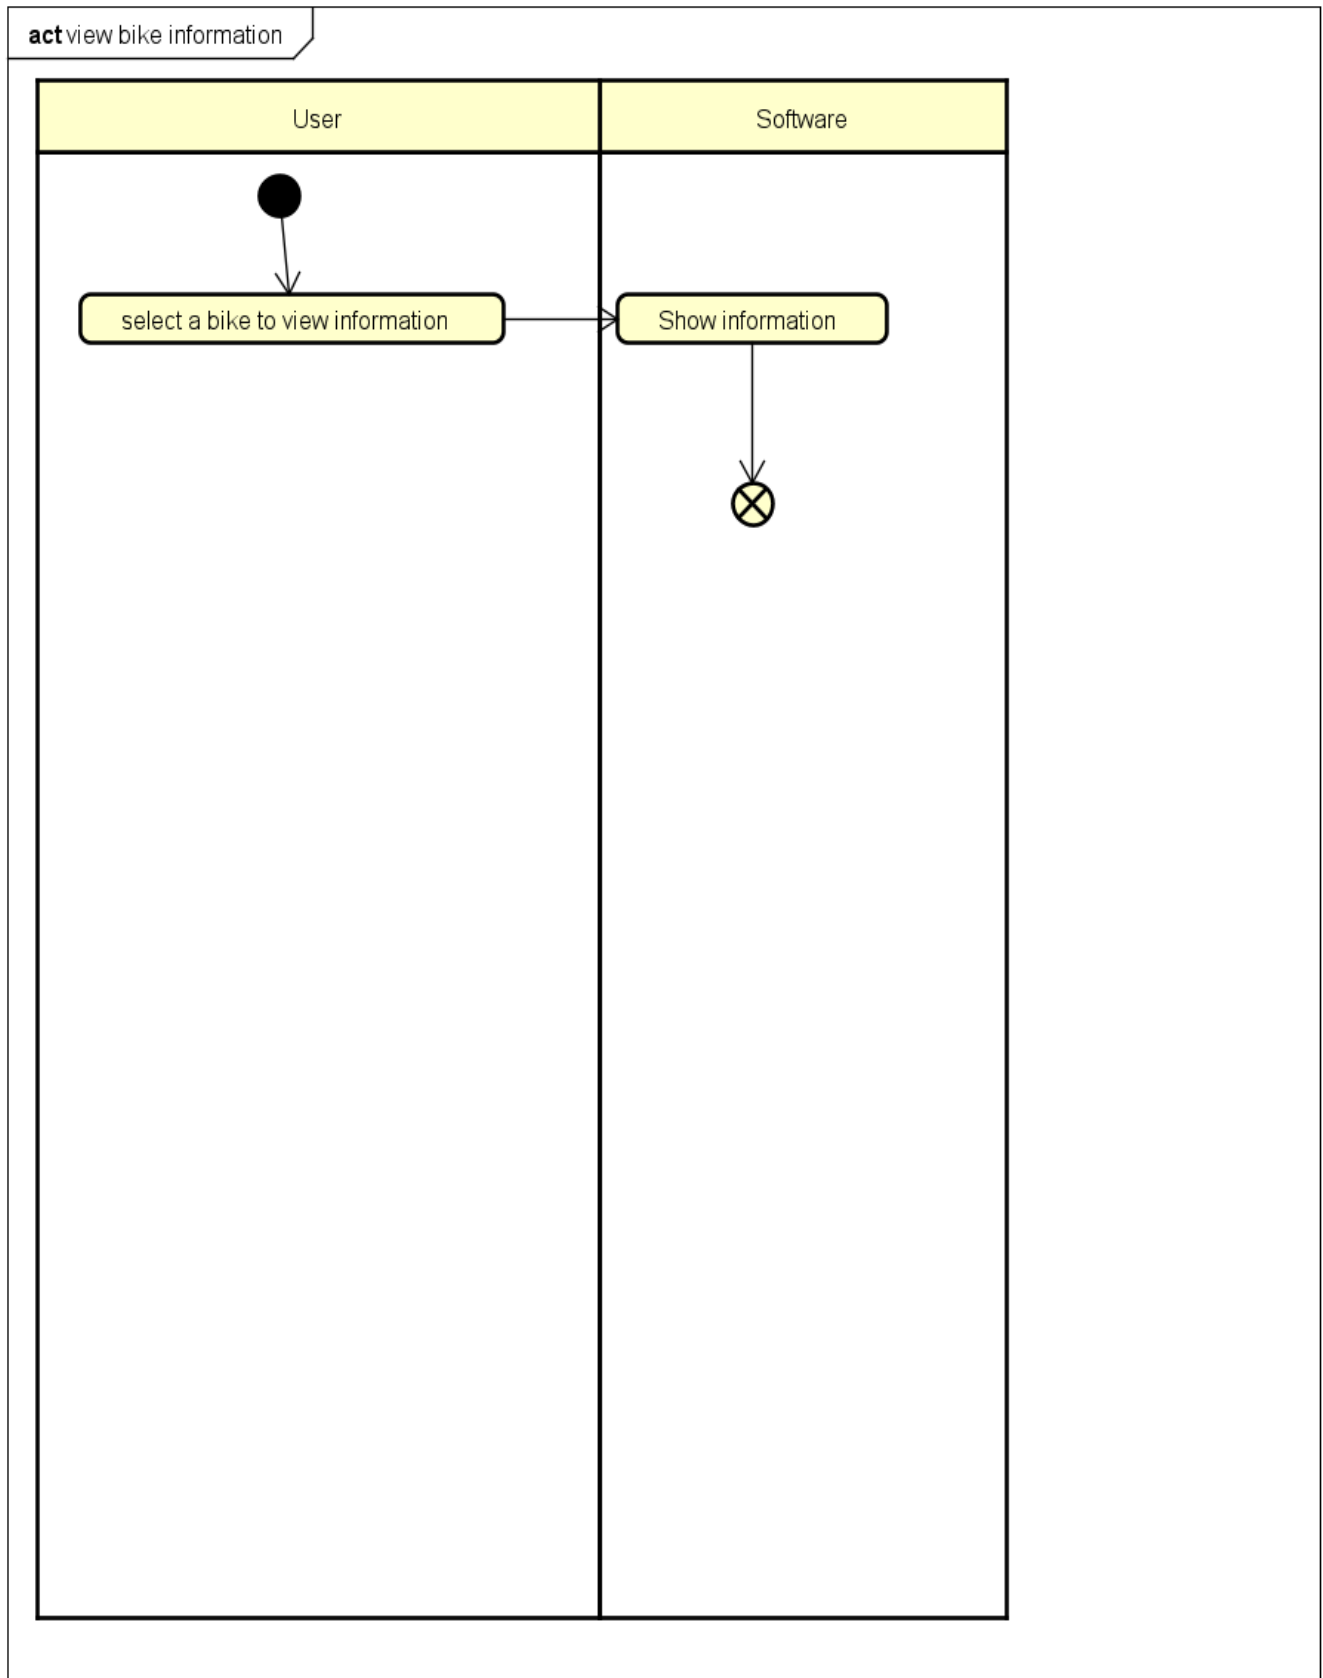 act view bike information
User
Software
select a bike to view information
Show information